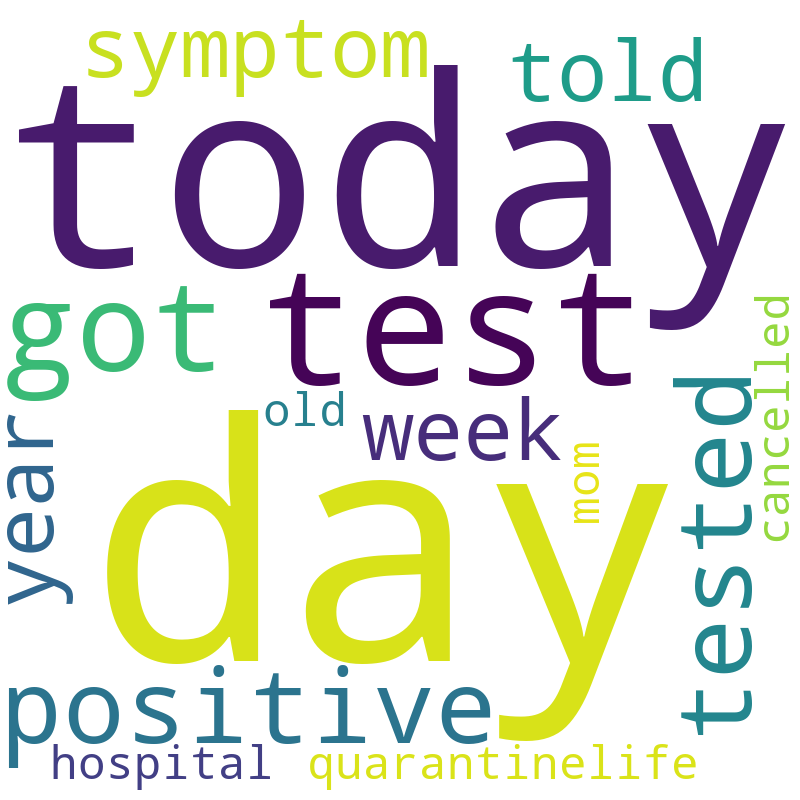 symptom
told
today
got
test
cancelled
old
week
year
tested
mom
day
positive
hospital
quarantinelife